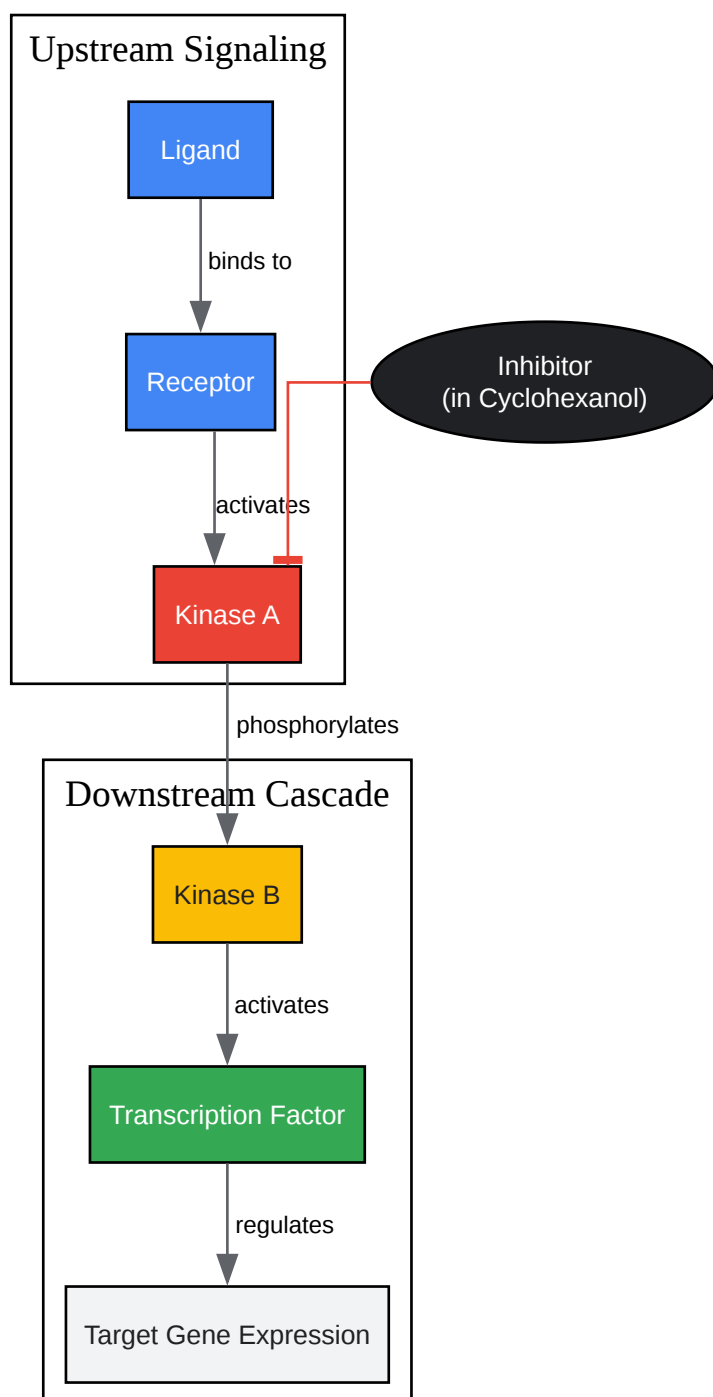 Upstream Signaling
Ligand
binds to
Receptor
Inhibitor
(in Cyclohexanol)
activates
Kinase A
phosphorylates
Downstream Cascade
Kinase B
activates
Transcription Factor
regulates
Target Gene Expression